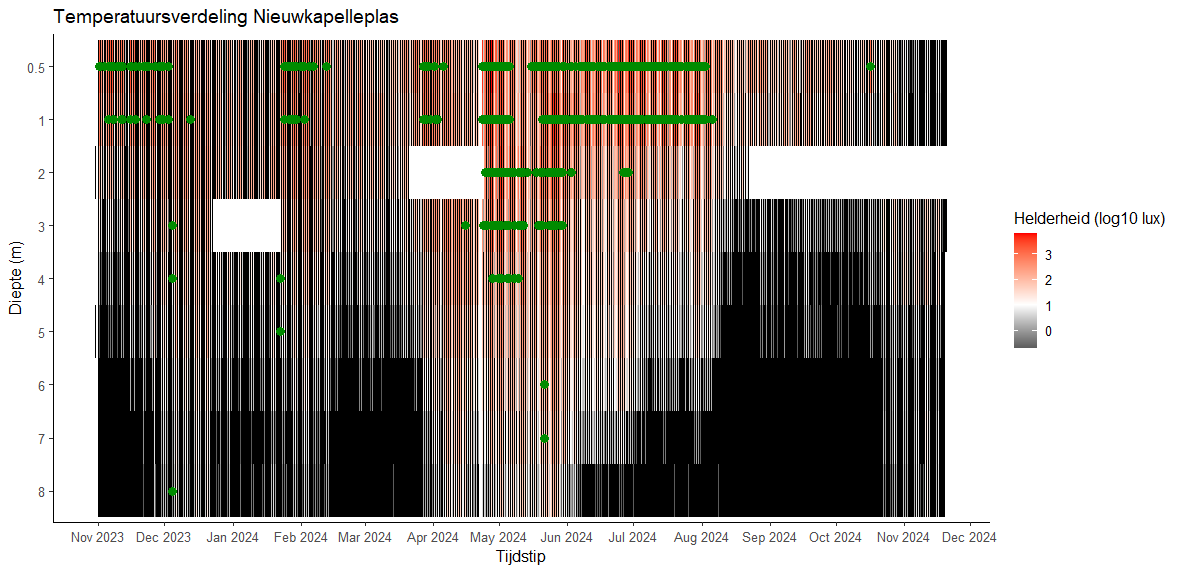 Temperatuursverdeling Nieuwkapelleplas
Diepte (m)
0.5
1
2
3
4
5
6
7
8
Nov 2023 Dec 2023 Jan 2024 Feb 2024 Mar 2024 Apr 2024 May 2024 Jun 2024 Jul 2024 Aug 2024 Sep 2024 Oct 2024 Nov 2024 Dec 2024
Tijdstip
Helderheid (log10 lux)
3
2
1
0